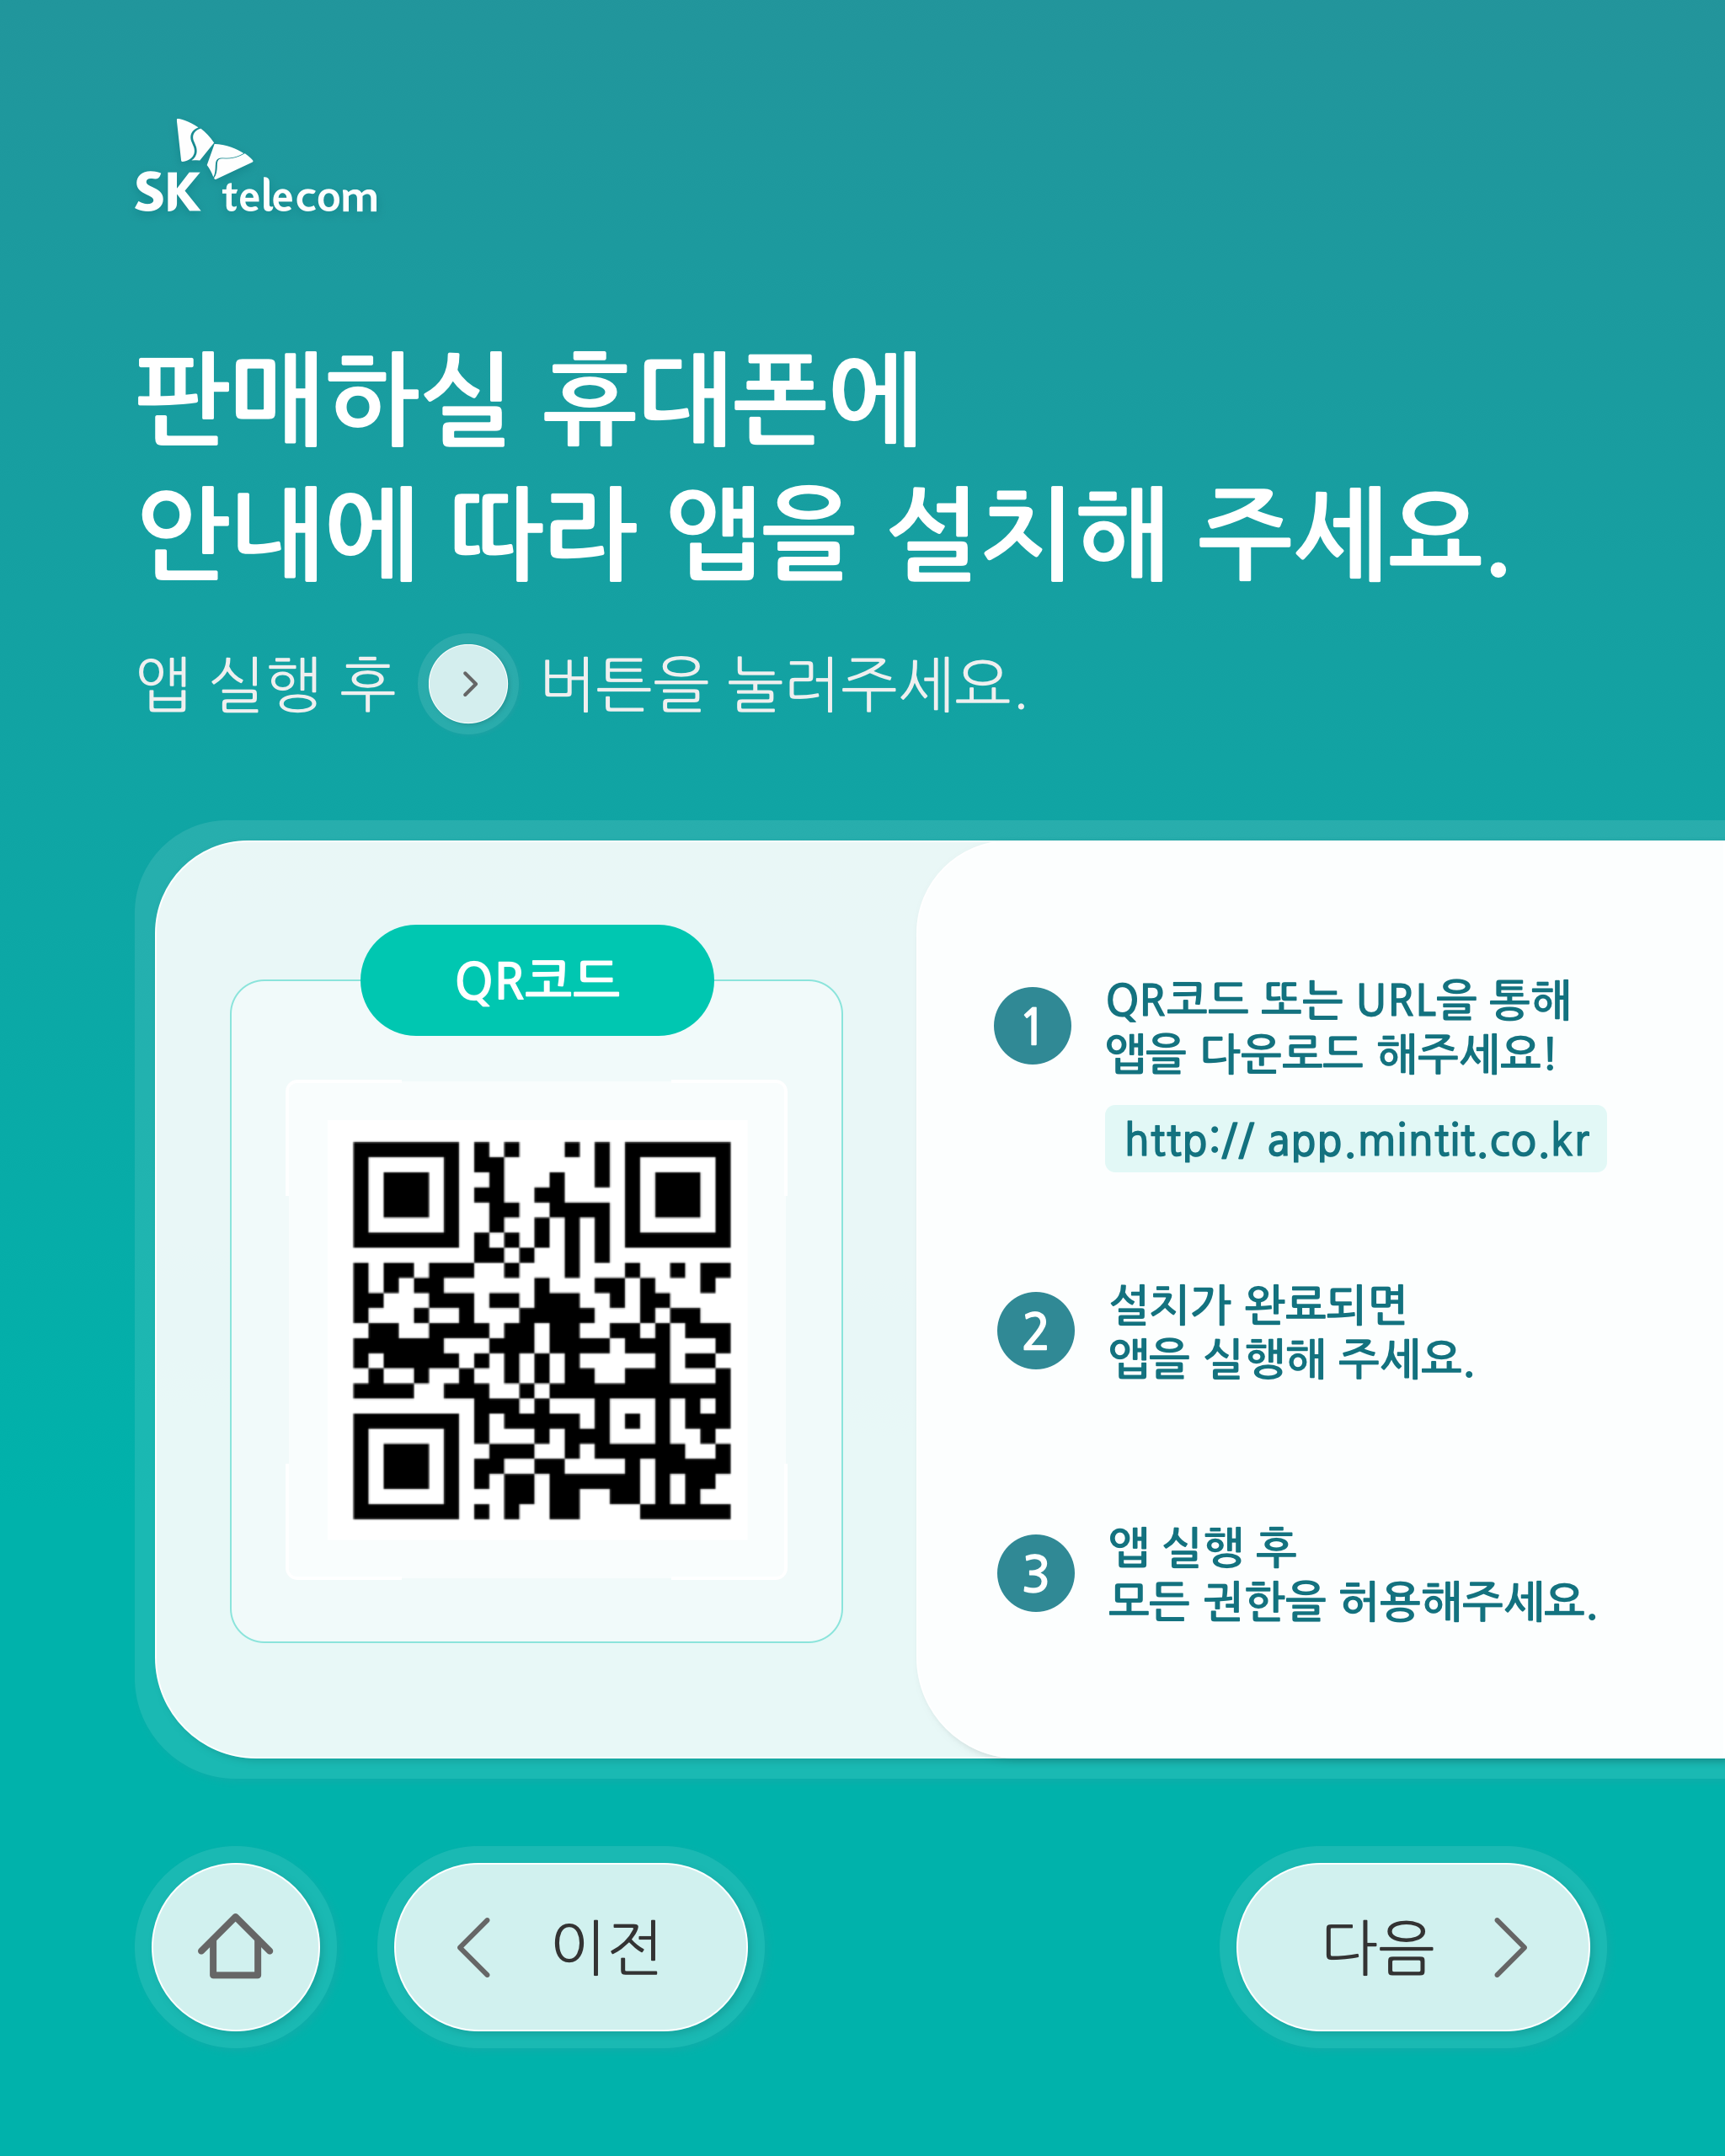 SK telecom
판매하실 휴대폰에
안내에 따라 앱을 설치해 주세요.
앱 실행 후 버튼을 눌러주세요.
QR코드
1
QR코드 또는 URL을 통해
앱을 다운로드 해주세요!
http:// app.mintit.co.kr
2
설치가 완료되면
앱을 실행해 주세요.
3
앱 실행 후
모든 권한을 허용해주세요.
이전
다음